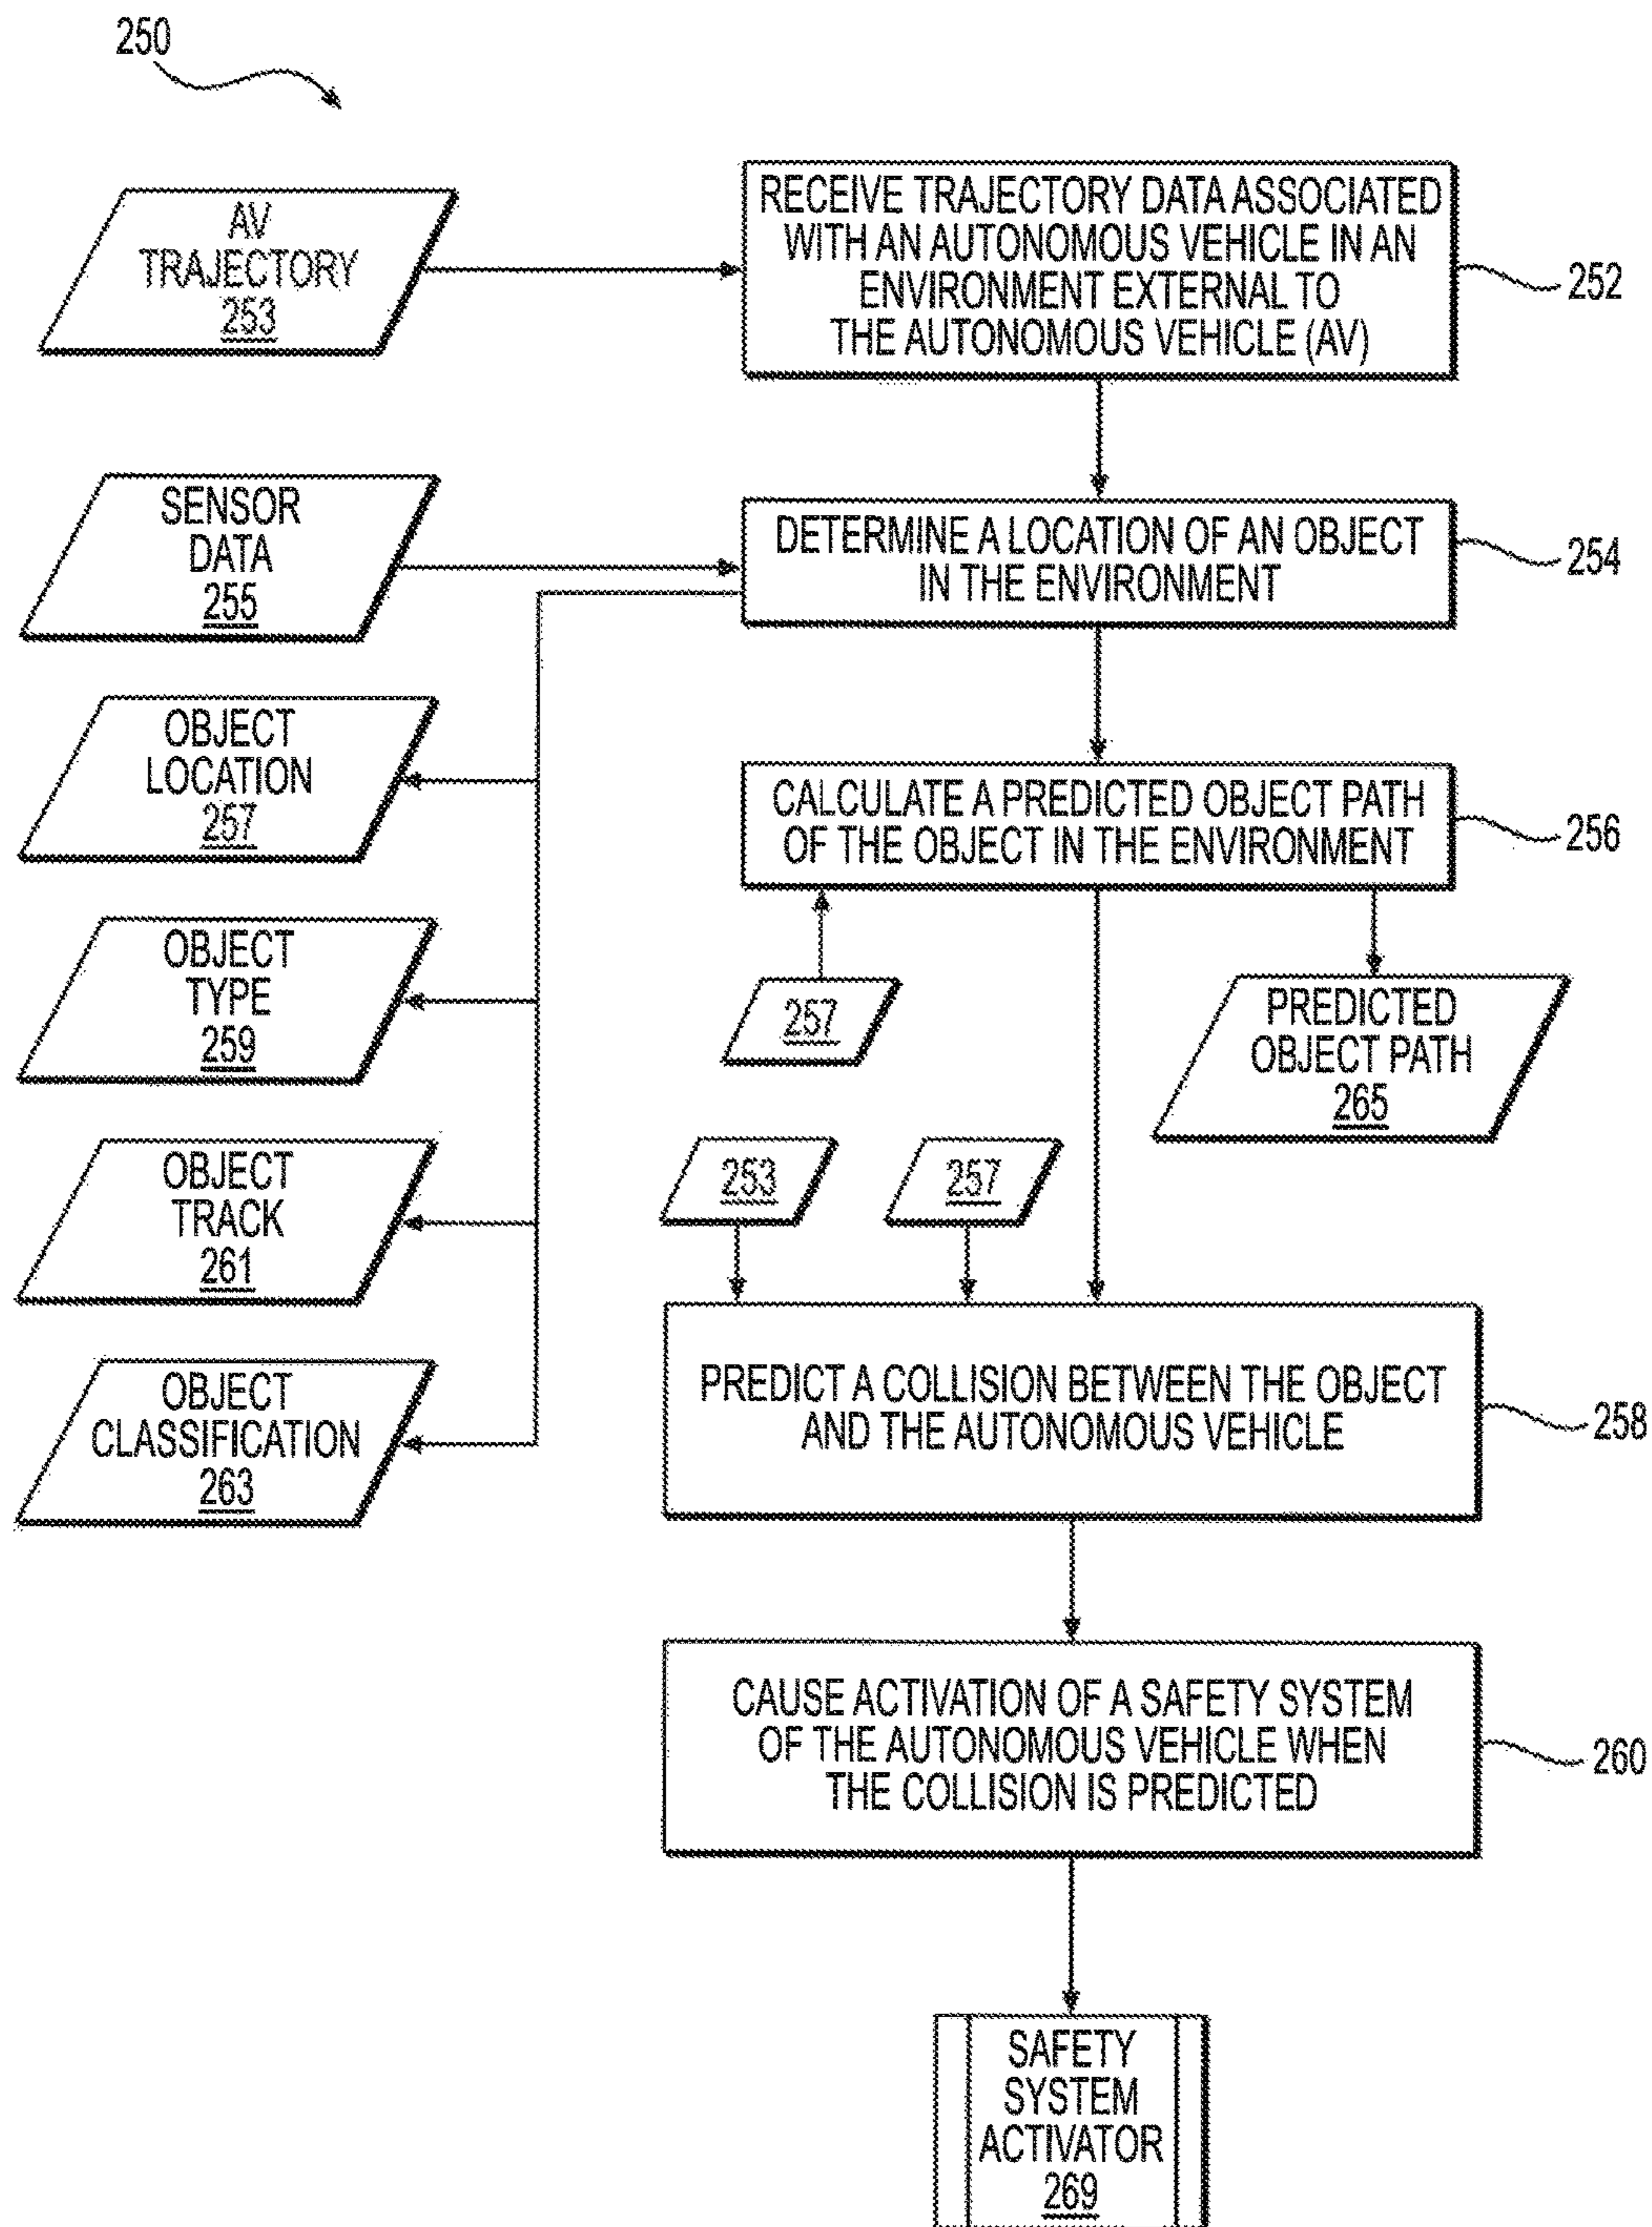 250
AV
TRAJECTORY
253
RECEIVE TRAJECTORY DATA ASSOCIATED
WITH AN AUTONOMOUS VEHICLE IN AN
ENVIRONMENT EXTERNAL TO
THE AUTONOMOUS VEHICLE (AV)
252
SENSOR
DATA
255
DETERMINE A LOCATION OF AN OBJECT
IN THE ENVIRONMENT
254
OBJECT
LOCATION
257
CALCULATE A PREDICTED OBJECT PATH
OF THE OBJECT IN THE ENVIRONMENT
256
OBJECT
TYPE
259
257
PREDICTED
OBJECT PATH
265
OBJECT
TRACK
261
253
257
OBJECT
CLASSIFICATION
263
PREDICT A COLLISION BETWEEN THE OBJECT
AND THE AUTONOMOUS VEHICLE
258
CAUSE ACTIVATION OF A SAFETY SYSTEM
OF THE AUTONOMOUS VEHICLE WHEN
THE COLLISION IS PREDICTED
260
SAFETY
SYSTEM
ACTIVATOR
269